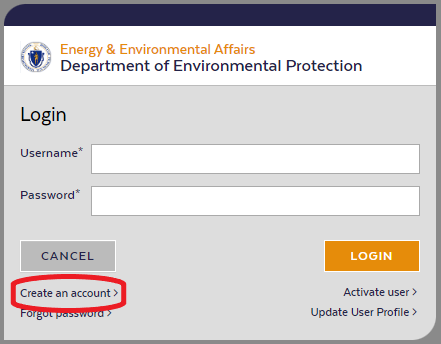 Energy & Environmental Affairs
Department of Environmental Protection
Login
Username*
Password*
CANCEL
LOGIN
Create an account >
Activate user >
Forgot password >
Update User Profile >